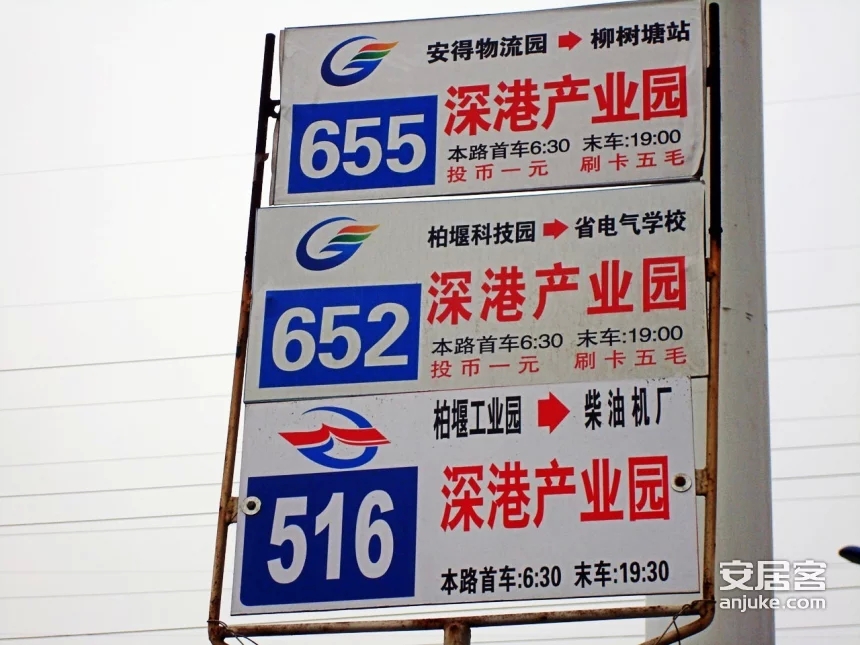 安得物流园→柳树塘站
655
深港产业园
本路首车6:30 末车:19:00
投币一元 刷卡五毛
柏堰科技园→省电气学校
652
深港产业园
本路首车6:30 末车:19:00
投币一元 刷卡五毛
柏堰工业园→柴油机厂
516
深港产业园
本路首车:6:30 末车:19:30
安居客
anjuke.com